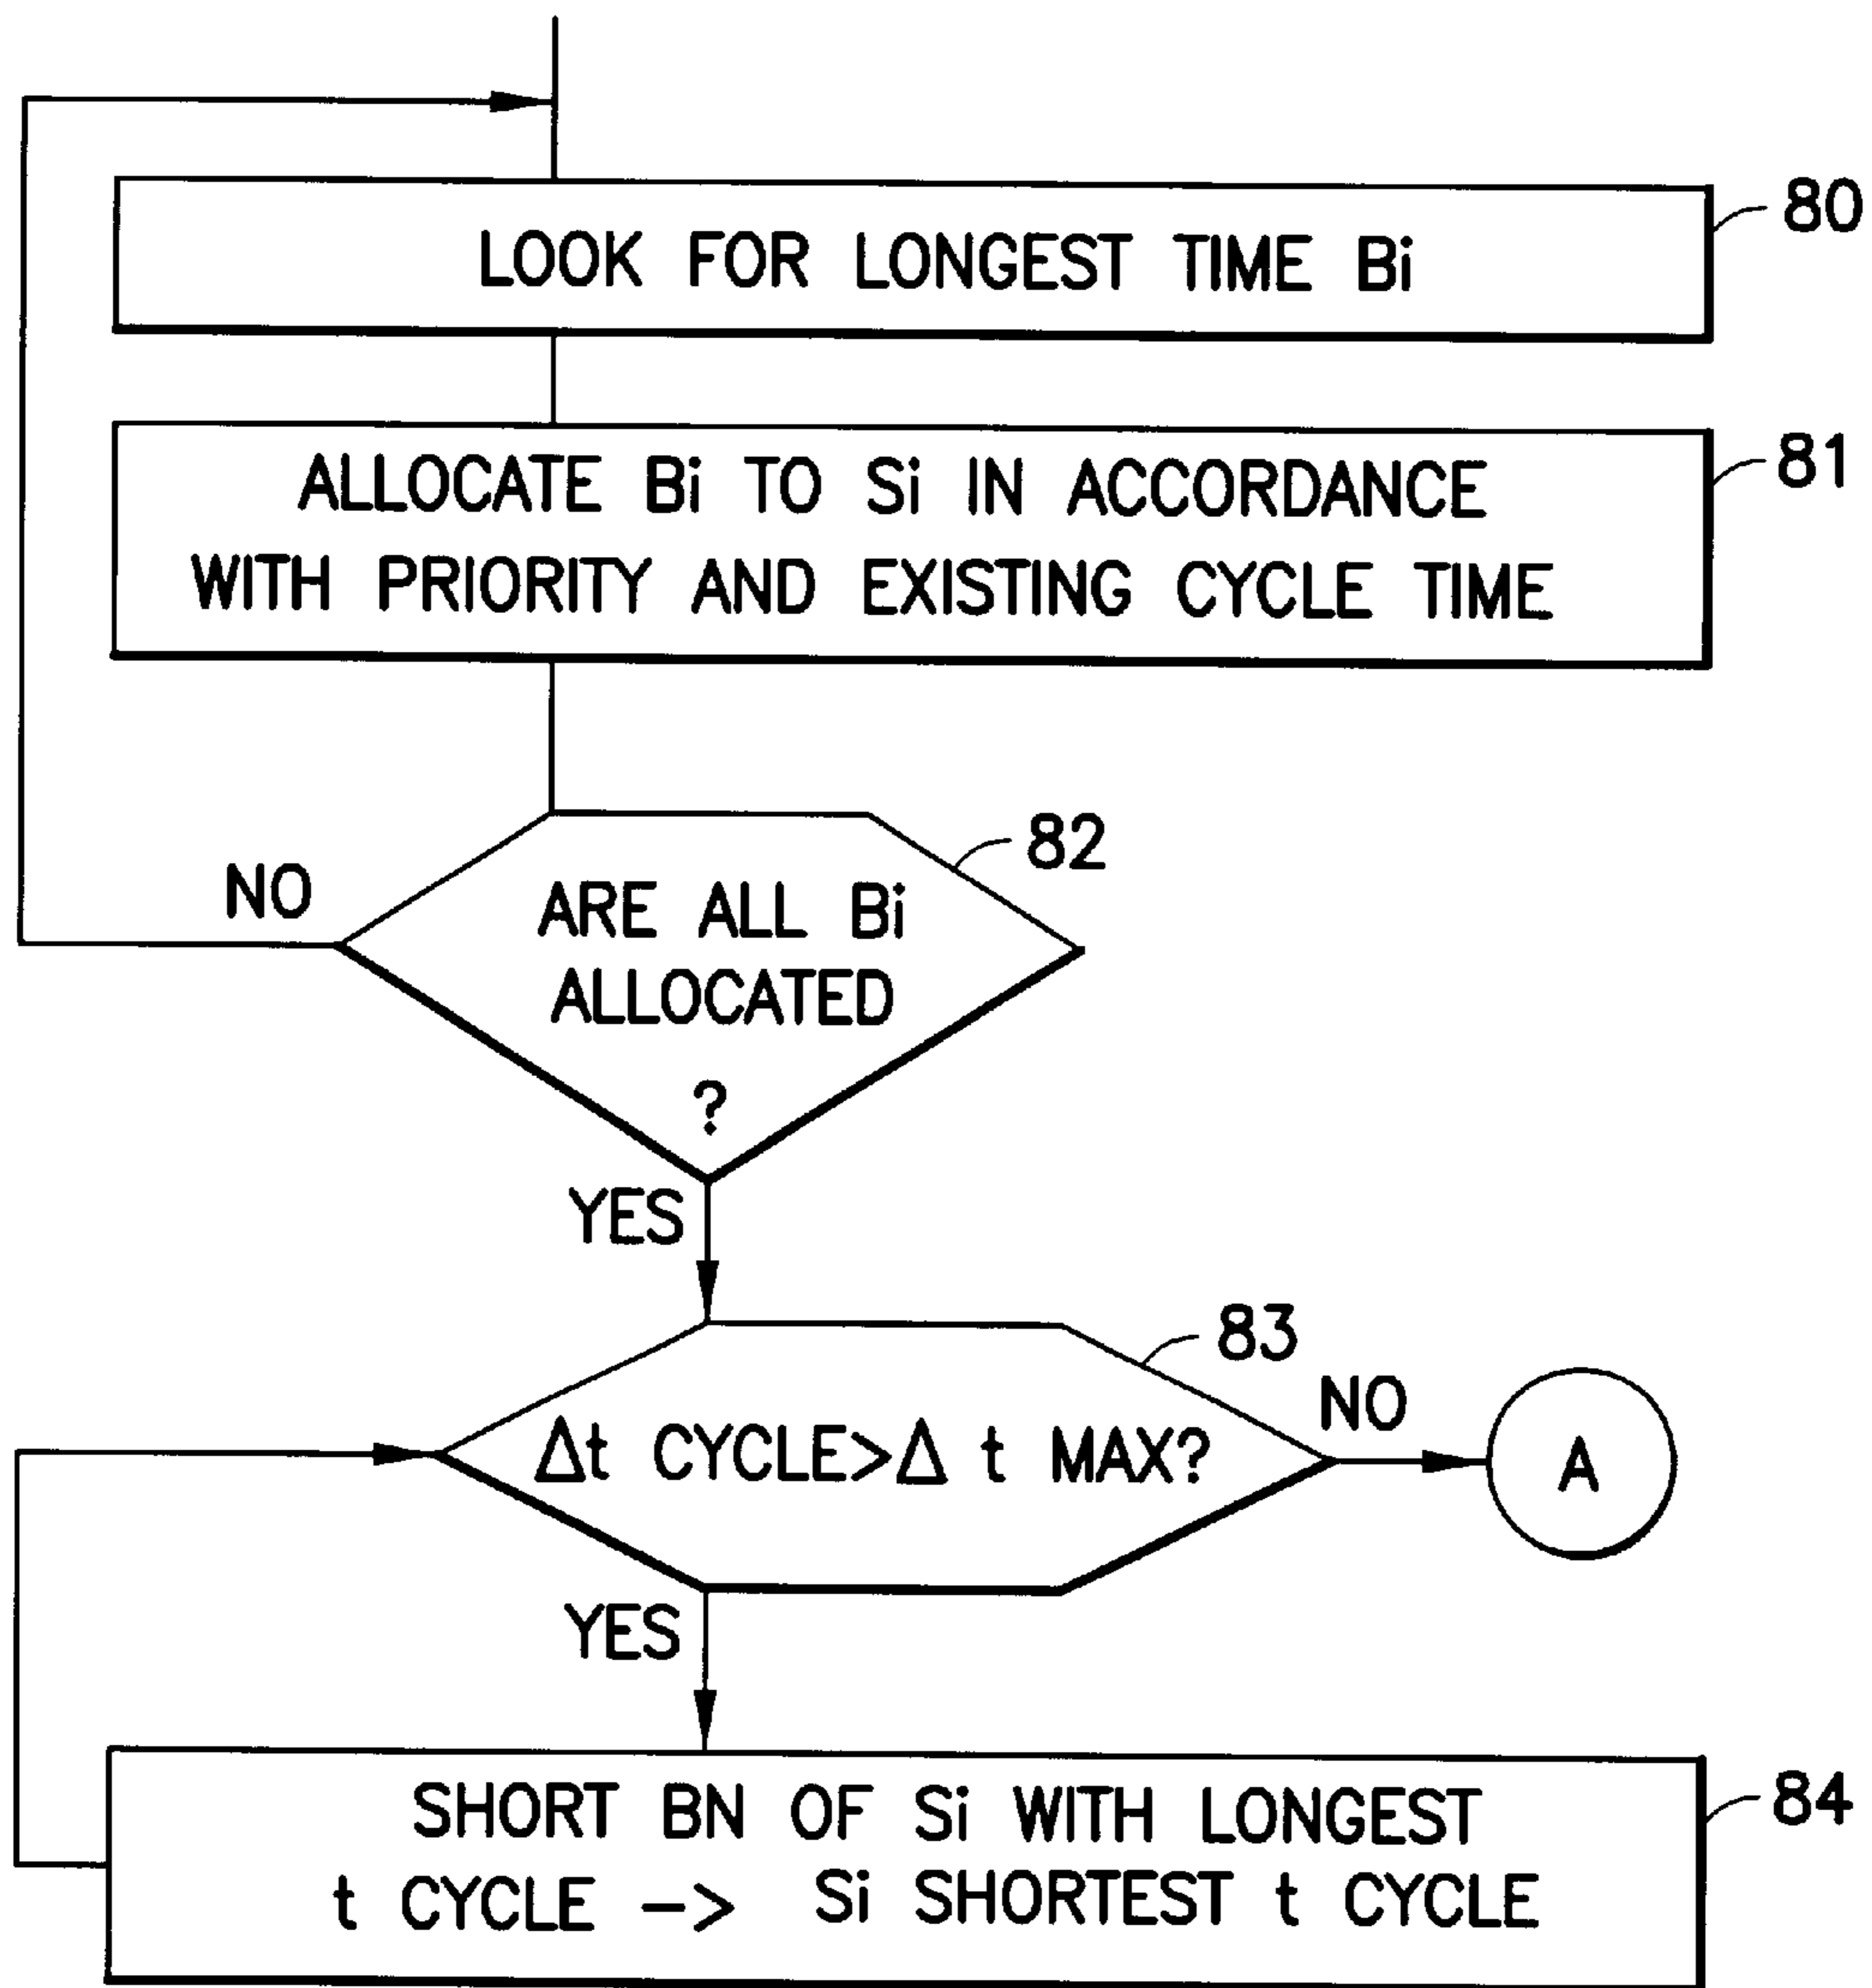 80
LOOK FOR LONGEST TIME Bi
81
ALLOCATE Bi TO Si IN ACCORDANCE
WITH PRIORITY AND EXISTING CYCLE TIME
82
NO
ARE ALL Bi
ALLOCATED
?
YES
83
NO
Δt CYCLE>Δ t MAX?
A
YES
84
SHORT BN OF Si WITH LONGEST
t CYCLE -> Si SHORTEST t CYCLE